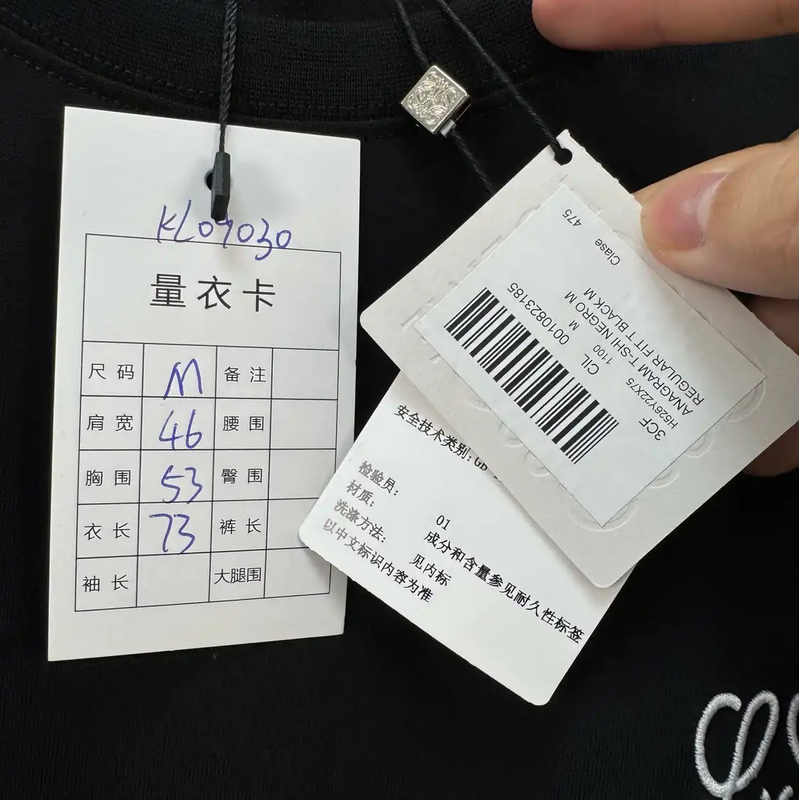 KL09030
量衣卡
尺码 M 备注
肩宽 46 腰围
胸围 53 臀围
衣长 73 裤长
袖长 大腿围
Clase 475
3CF
H526Y22X75
ANAGRAM T-SHI NEGRO M
REGULAR FIT T BLACK M
CIL
1100
M
0010823185
安全技术类别:GB
检验员: 01
材质: 成分和含量参见耐久性标签
洗涤方法: 见内标
以中文标识内容为准